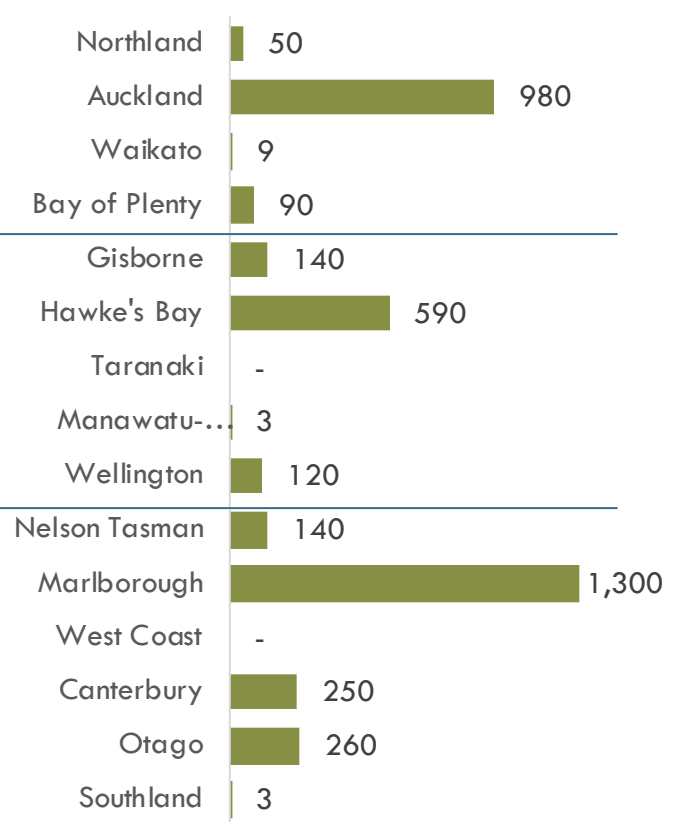 Northland 50
Auckland 980
Waikato 9
Bay of Plenty 90
Gisborne 140
Hawke's Bay 590
Taranaki -
Manawatu-... 3
Wellington 120
Nelson Tasman 140
Marlborough 1,300
West Coast -
Canterbury 250
Otago 260
Southland 3